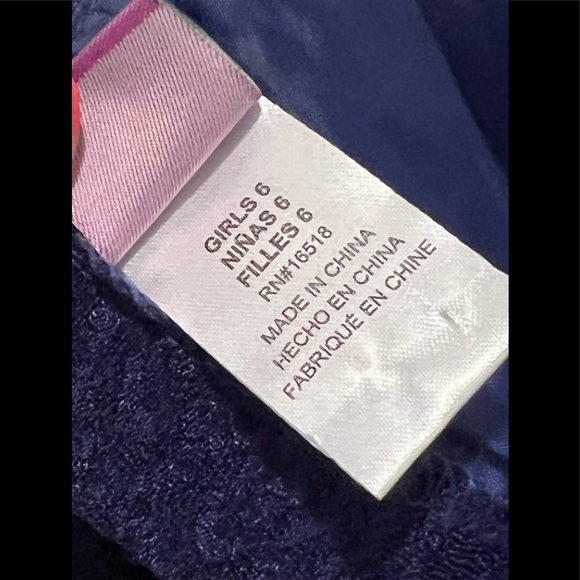 GIRLS 6
NIÑAS 6
FILLES 6
RN#16518
MADE IN CHINA
HECHO EN CHINA
FABRIQUÉ EN CHINE